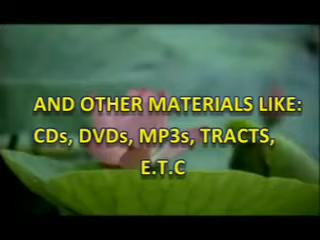 AND OTHER MATERIALS LIKE:
CDs, DVDs, MP3s, TRACTS,
E.T.C